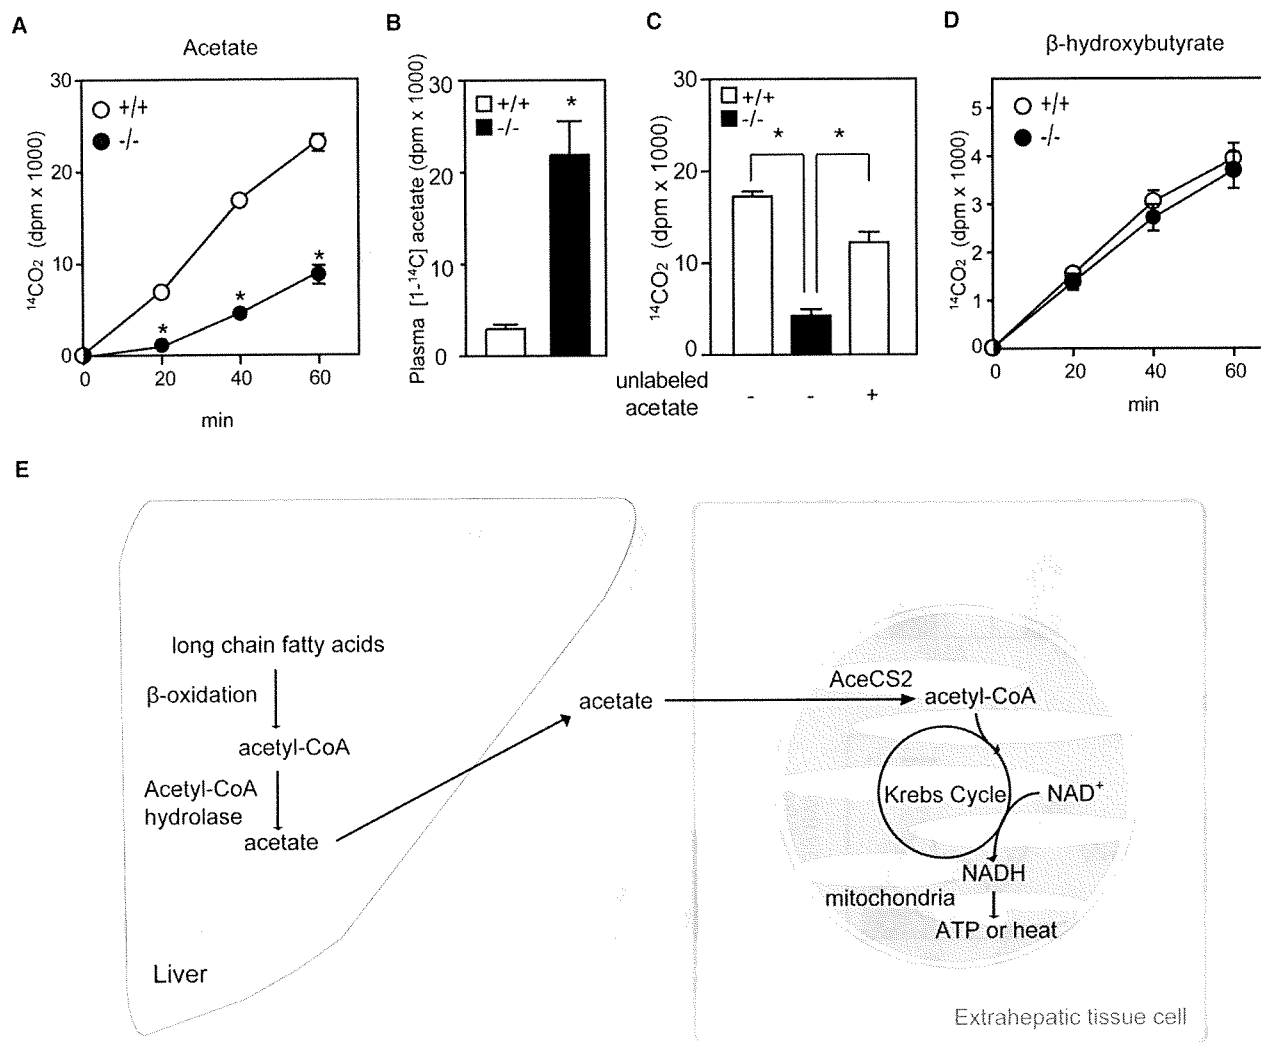 A
Acetate
30
20
10
0
0
20
40
60
min
¹⁴CO₂ (dpm x 1000)
+/+
-/-
*
*
*
B
Plasma [1-¹⁴C] acetate (dpm x 1000)
30
20
10
0
+/+
-/-
*
C
¹⁴CO₂ (dpm x 1000)
30
20
10
0
+/+
-/-
*
*
unlabeled
acetate
- - +
D
β-hydroxybutyrate
¹⁴CO₂ (dpm x 1000)
5
4
3
2
1
0
0
20
40
60
min
+/+
-/-
E
long chain fatty acids
β-oxidation
acetyl-CoA
Acetyl-CoA
hydrolase
acetate
Liver
acetate
AceCS2
acetyl-CoA
Krebs Cycle
NAD⁺
NADH
mitochondria
ATP or heat
Extrahepatic tissue cell